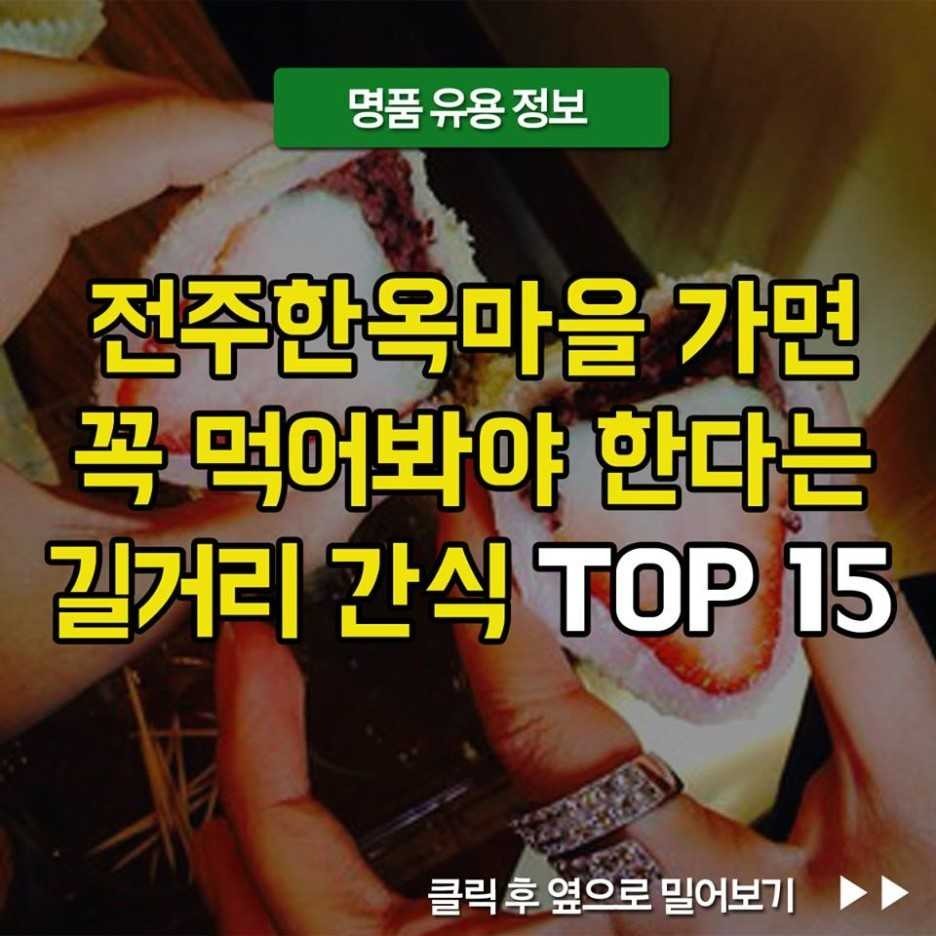 명품 유용 정보
전주한옥마을 가면
꼭 먹어봐야 한다는
길거리 간식 TOP 15
클릭 후 옆으로 밀어보기 ▶▶